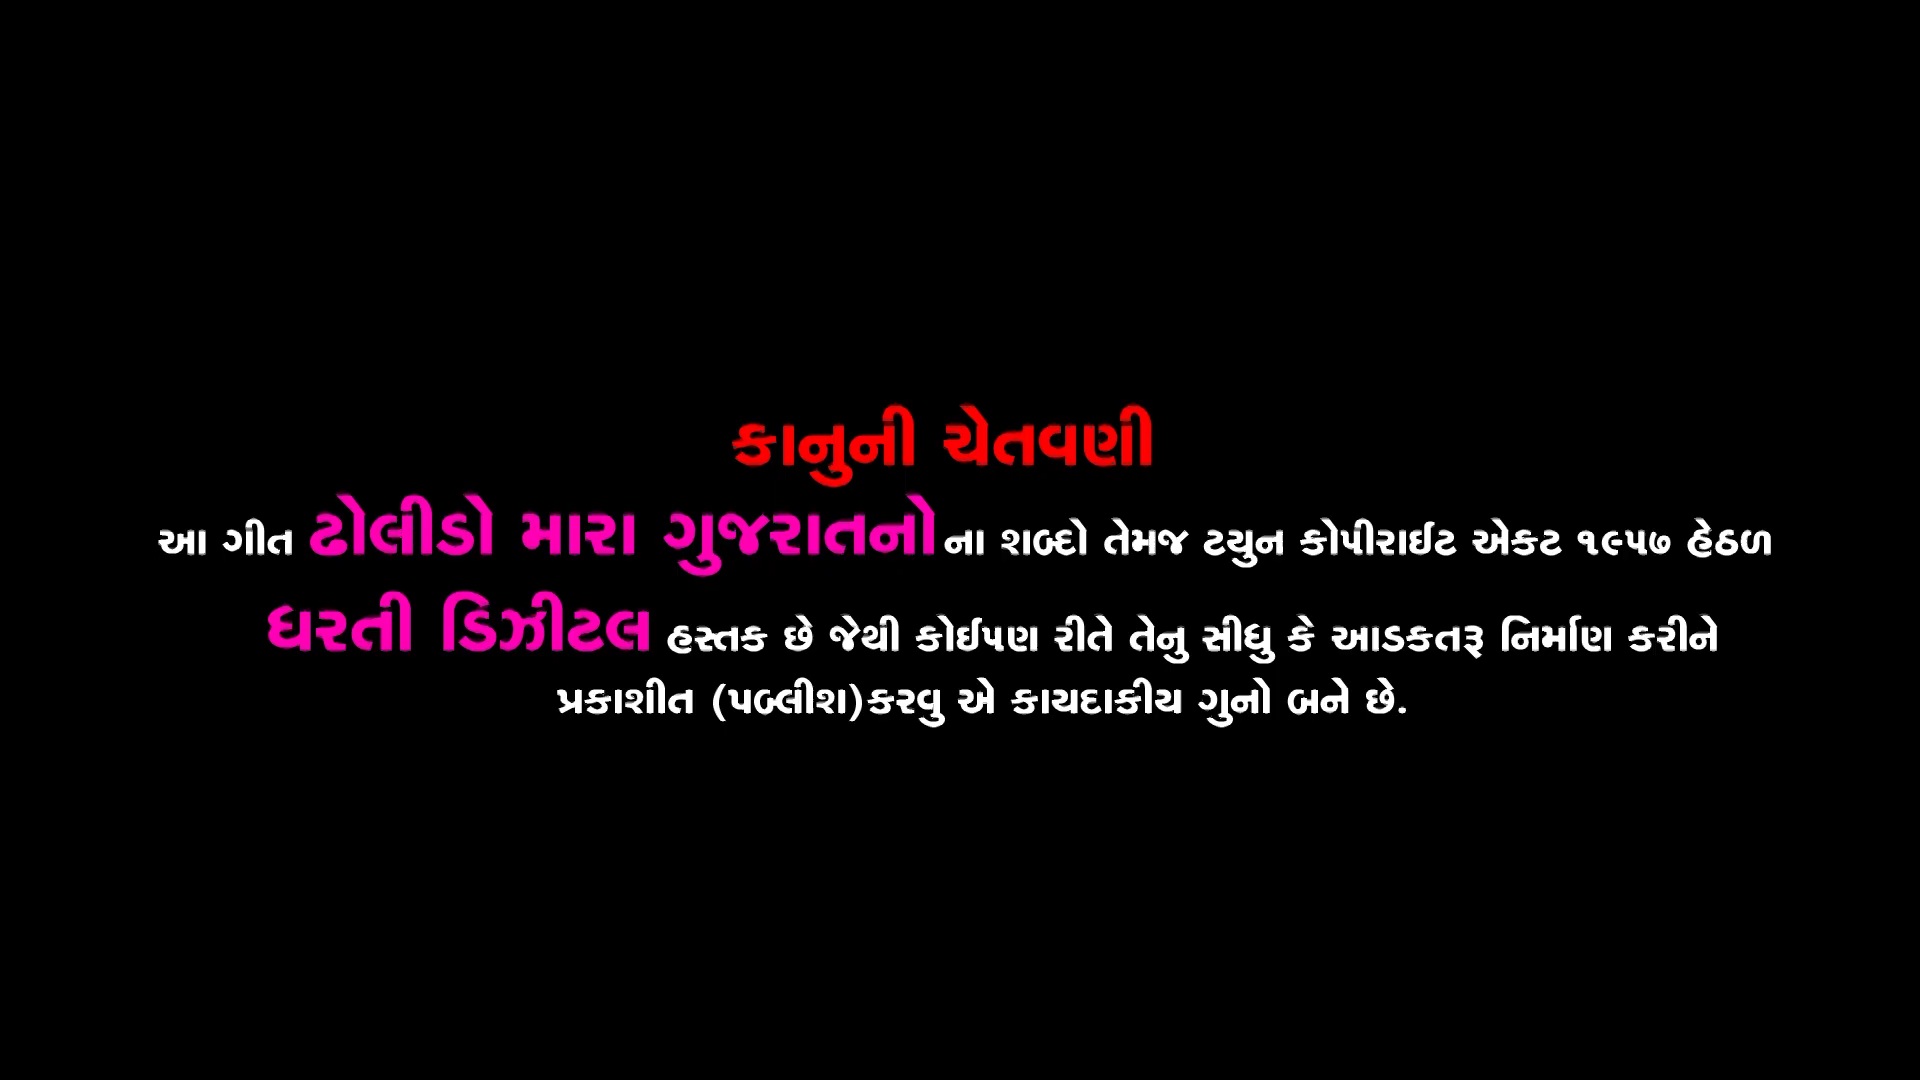 કાનુની ચેતવણી
આ ગીત ઢોલીડો મારા ગુજરાતનો ના શબ્દો તેમજ ટયુન કોપીરાઈટ એકટ ૧૯૫૭ હેઠળ
ધરતી ડિઝીટલ હસ્તક છે જેથી કોઈપણ રીતે તેનુ સીધુ કે આડકતરૂ નિર્માણ કરીને
પ્રકાશીત (પબ્લીશ)કરવુ એ કાયદાકીય ગુનો બને છે.